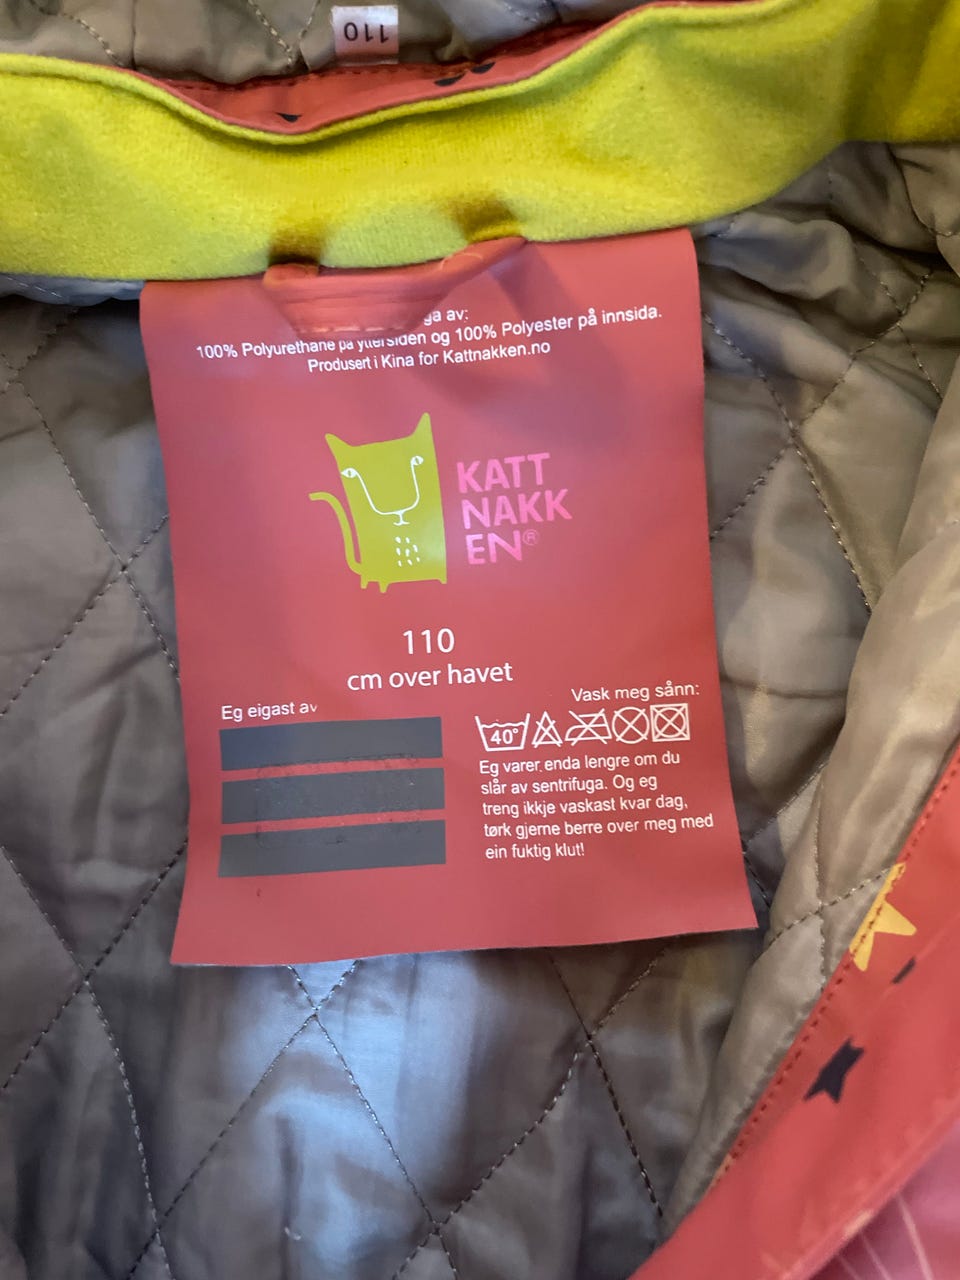 110
ga av:
100% Polyurethane på yttersiden og 100% Polyester på innsida.
Produsert i Kina for Kattnakken.no
KATT
NAKK
EN®
110
cm over havet
Eg eigast av
Vask meg sånn:
40°
Eg varer enda lengre om du
slår av sentrifuga. Og eg
treng ikkje vaskast kvar dag,
tørk gjerne berre over meg med
ein fuktig klut!